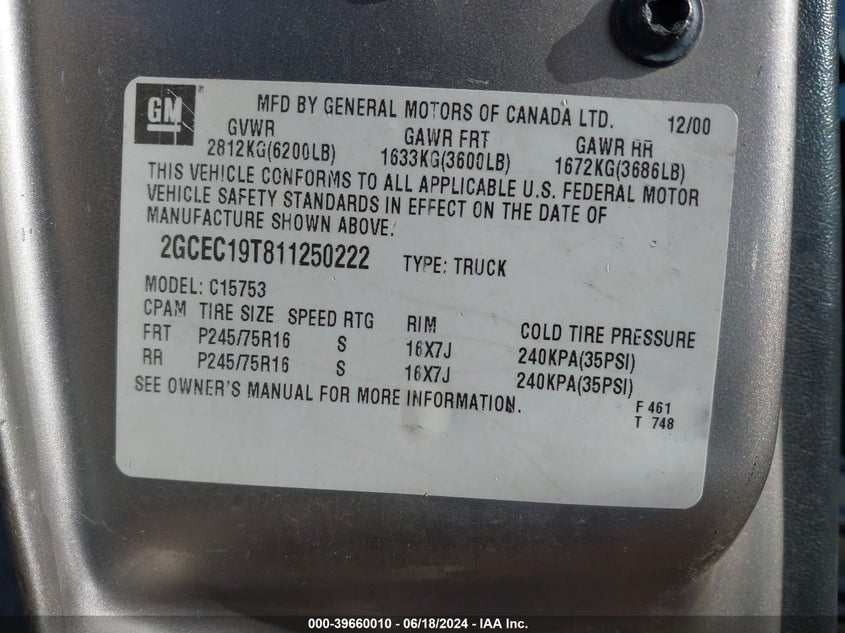 GM ® MFD BY GENERAL MOTORS OF CANADA LTD. 12/00
GVWR GAWR FRT GAWR RR
2812KG(6200LB) 1633KG(3600LB) 1672KG(3686LB)
THIS VEHICLE CONFORMS TO ALL APPLICABLE U.S. FEDERAL MOTOR
VEHICLE SAFETY STANDARDS IN EFFECT ON THE DATE OF
MANUFACTURE SHOWN ABOVE.
2GCEC19T811250222 TYPE: TRUCK
MODEL: C15753
CPAM TIRE SIZE SPEED RTG RIM COLD TIRE PRESSURE
FRT P245/75R16 S 16X7J 240KPA(35PSI)
RR P245/75R16 S 16X7J 240KPA(35PSI)
SEE OWNER'S MANUAL FOR MORE INFORMATION.
F 461
T 748
000-39660010 - 06/18/2024 - IAA Inc.